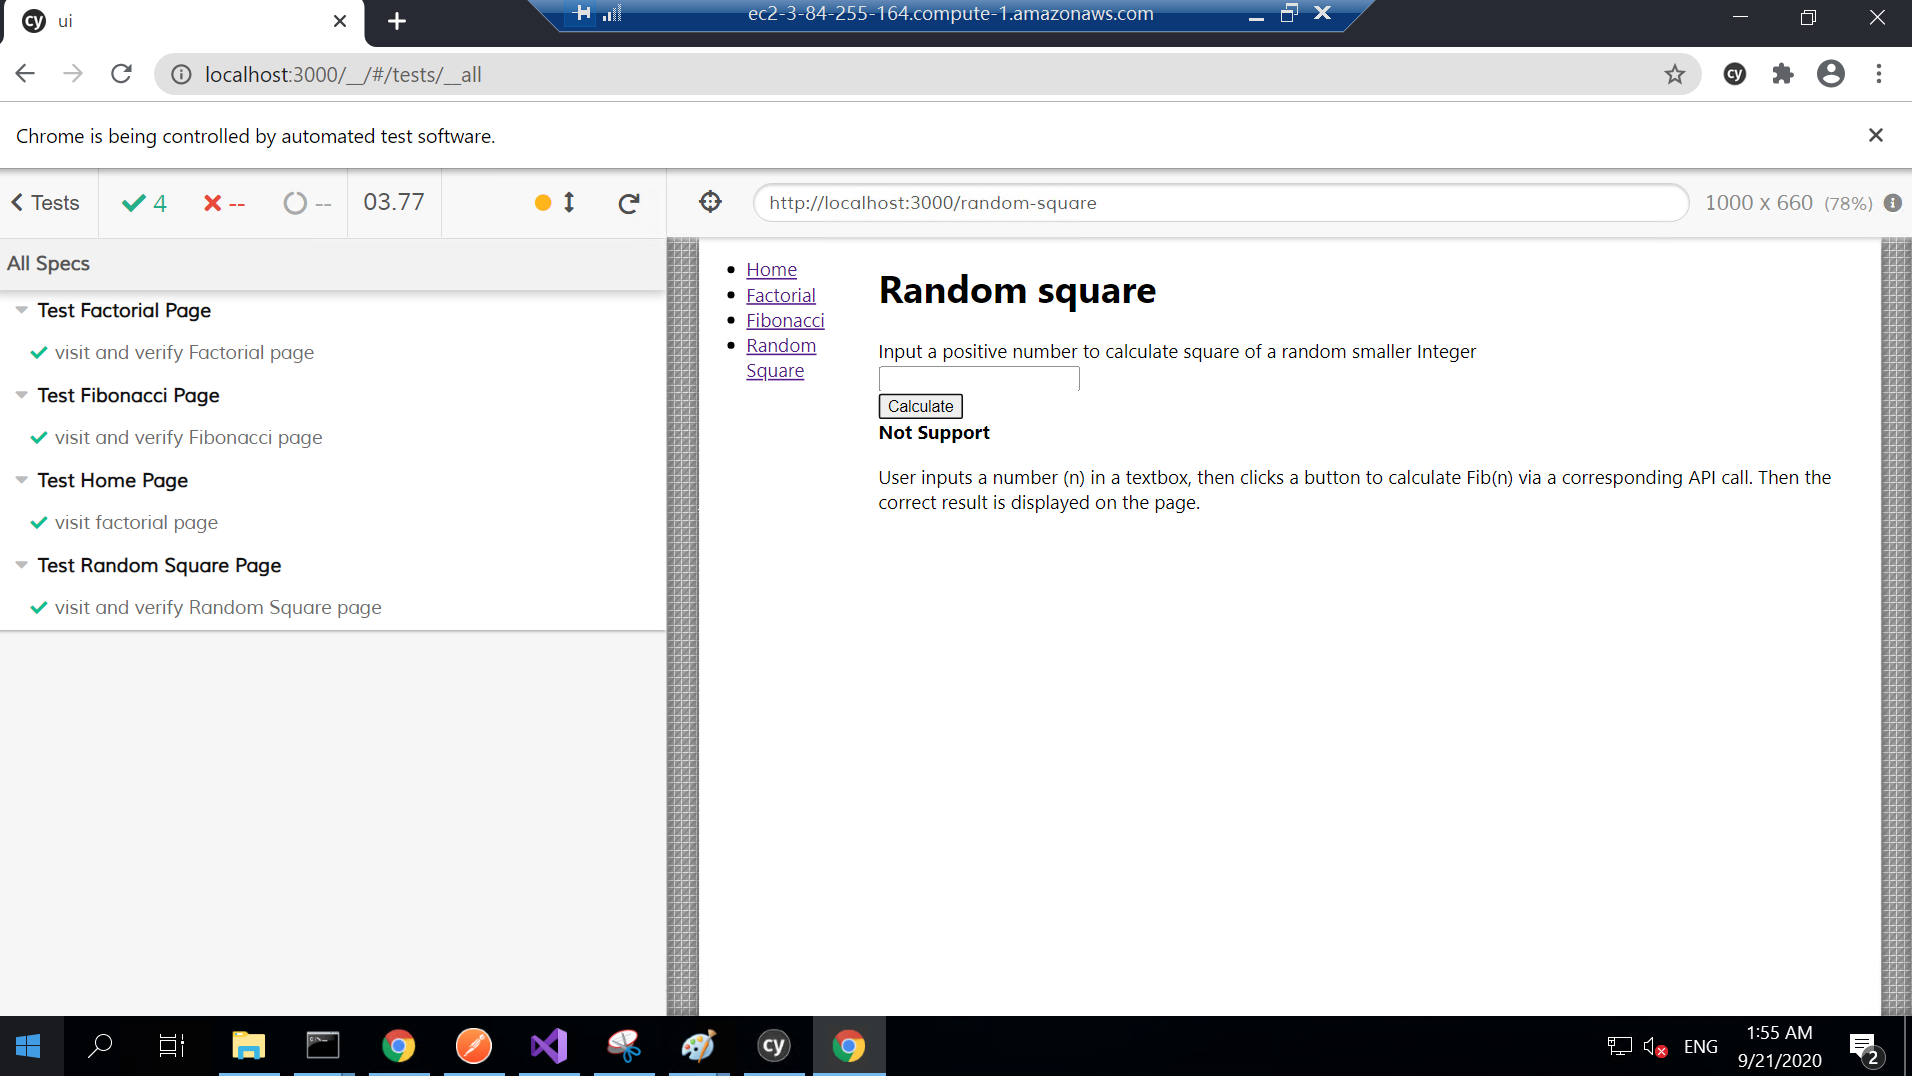 cy ui
ec2-3-84-255-164.compute-1.amazonaws.com
localhost:3000/__/#/tests/__all
cy
Chrome is being controlled by automated test software.
Tests 4 -- -- 03.77
http://localhost:3000/random-square
1000 x 660 (78%)
All Specs
Test Factorial Page
visit and verify Factorial page
Test Fibonacci Page
visit and verify Fibonacci page
Test Home Page
visit factorial page
Test Random Square Page
visit and verify Random Square page
Home
Factorial
Fibonacci
Random
Square
Random square
Input a positive number to calculate square of a random smaller Integer
Calculate
Not Support
User inputs a number (n) in a textbox, then clicks a button to calculate Fib(n) via a corresponding API call. Then the
correct result is displayed on the page.
cy
ENG
1:55 AM
9/21/2020
2